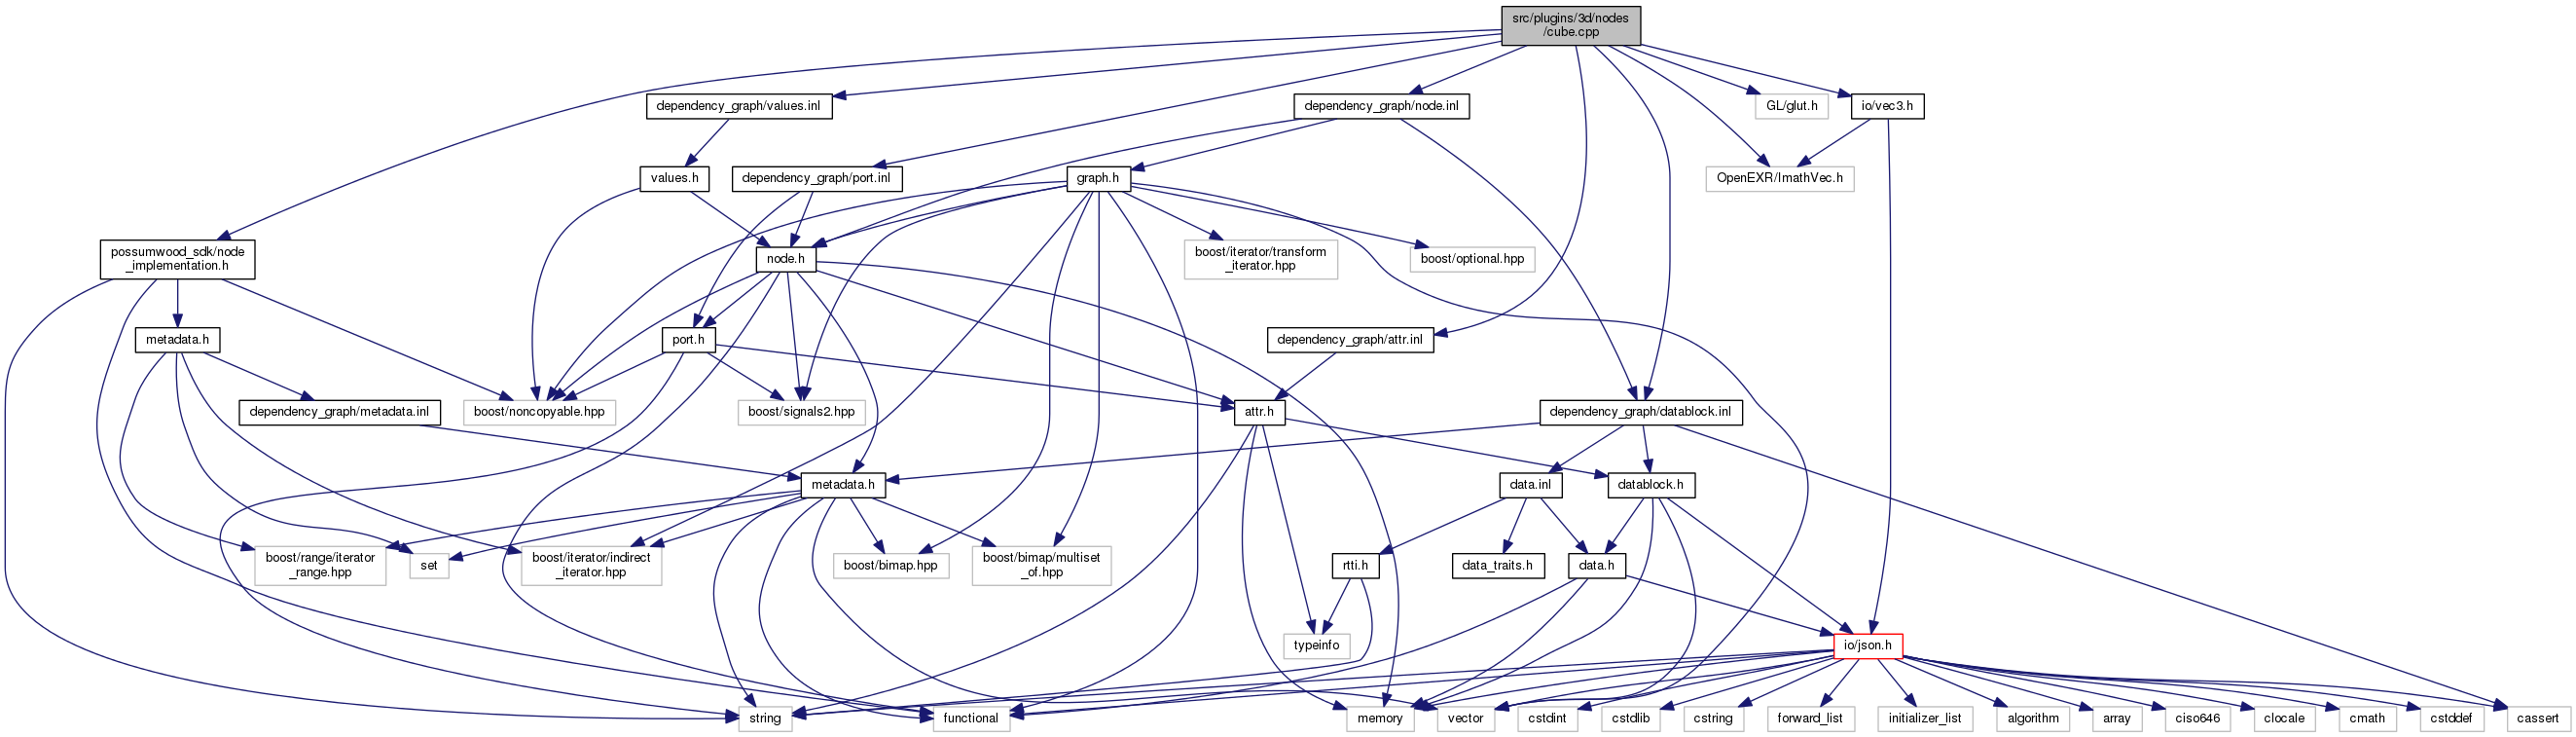 src/plugins/3d/nodes
/cube.cpp
dependency_graph/values.inl
dependency_graph/node.inl
GL/glut.h
io/vec3.h
values.h
dependency_graph/port.inl
graph.h
OpenEXR/ImathVec.h
possumwood_sdk/node
_implementation.h
node.h
boost/iterator/transform
_iterator.hpp
boost/optional.hpp
metadata.h
port.h
dependency_graph/attr.inl
dependency_graph/metadata.inl
boost/noncopyable.hpp
boost/signals2.hpp
attr.h
dependency_graph/datablock.inl
metadata.h
data.inl
datablock.h
boost/range/iterator
_range.hpp
set
boost/iterator/indirect
_iterator.hpp
boost/bimap.hpp
boost/bimap/multiset
_of.hpp
rtti.h
data_traits.h
data.h
typeinfo
io/json.h
string
functional
memory
vector
cstdint
cstdlib
cstring
forward_list
initializer_list
algorithm
array
ciso646
clocale
cmath
cstddef
cassert